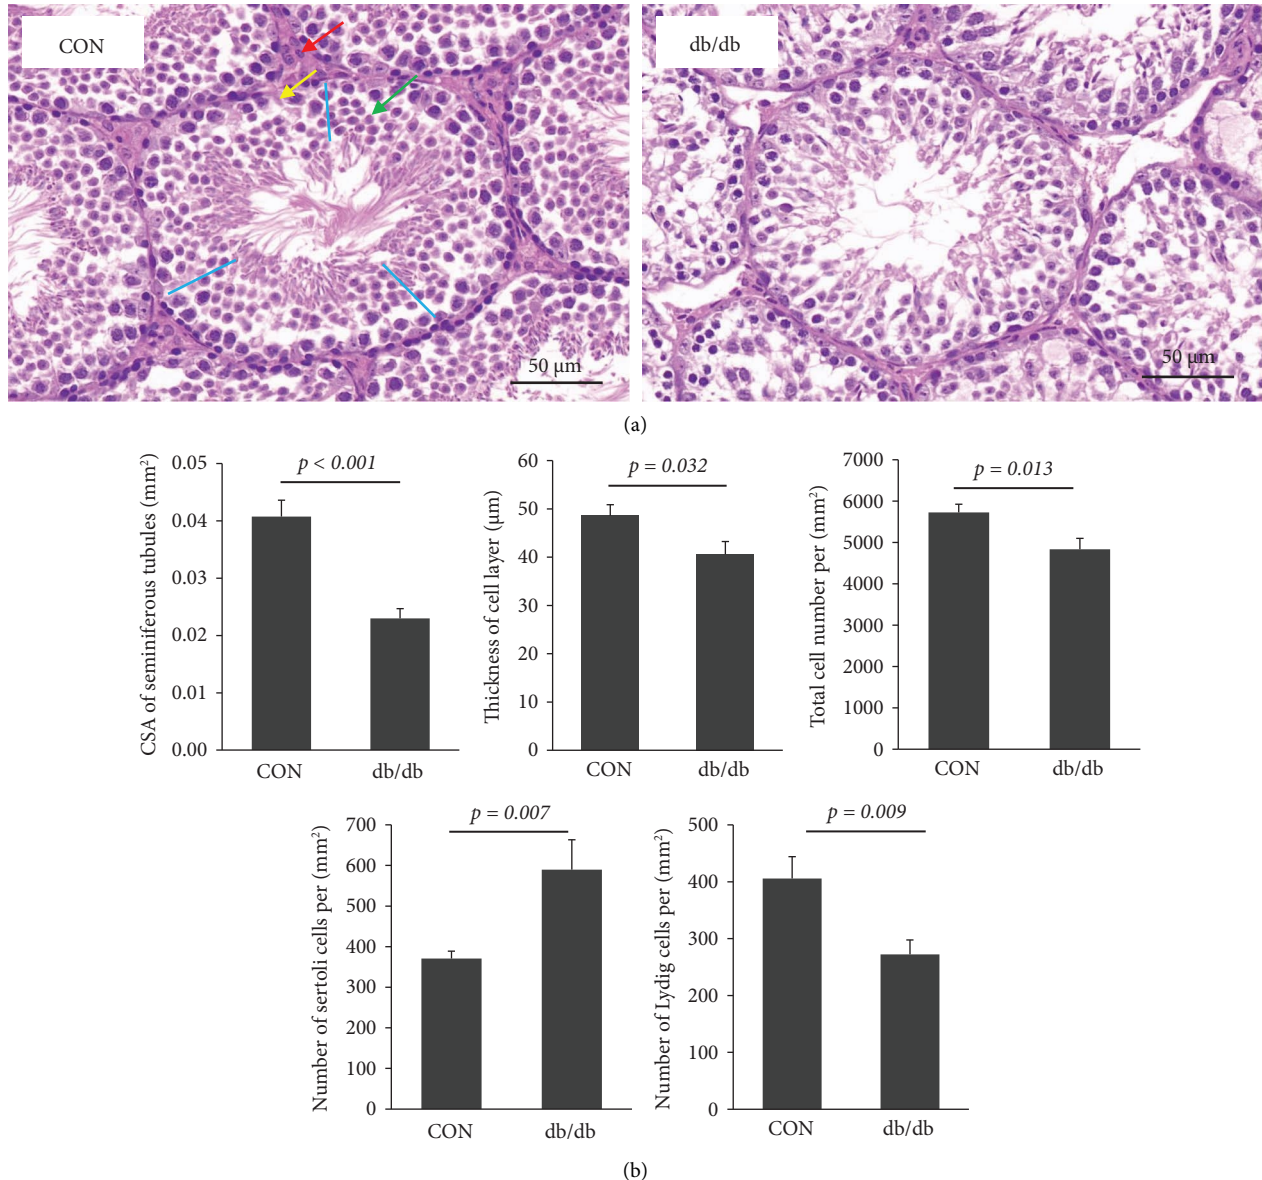 CON
db/db
50 µm
50 µm
(a)
CSA of seminiferous tubules (mm²)
0.05
0.04
0.03
0.02
0.01
0.00
p < 0.001
CON
db/db
Thickness of cell layer (µm)
60
50
40
30
20
10
0
p = 0.032
CON
db/db
Total cell number per (mm²)
7000
6000
5000
4000
3000
2000
1000
0
p = 0.013
CON
db/db
Number of sertoli cells per (mm²)
700
600
500
400
300
200
100
0
p = 0.007
CON
db/db
Number of Lydig cells per (mm²)
500
400
300
200
100
0
p = 0.009
CON
db/db
(b)